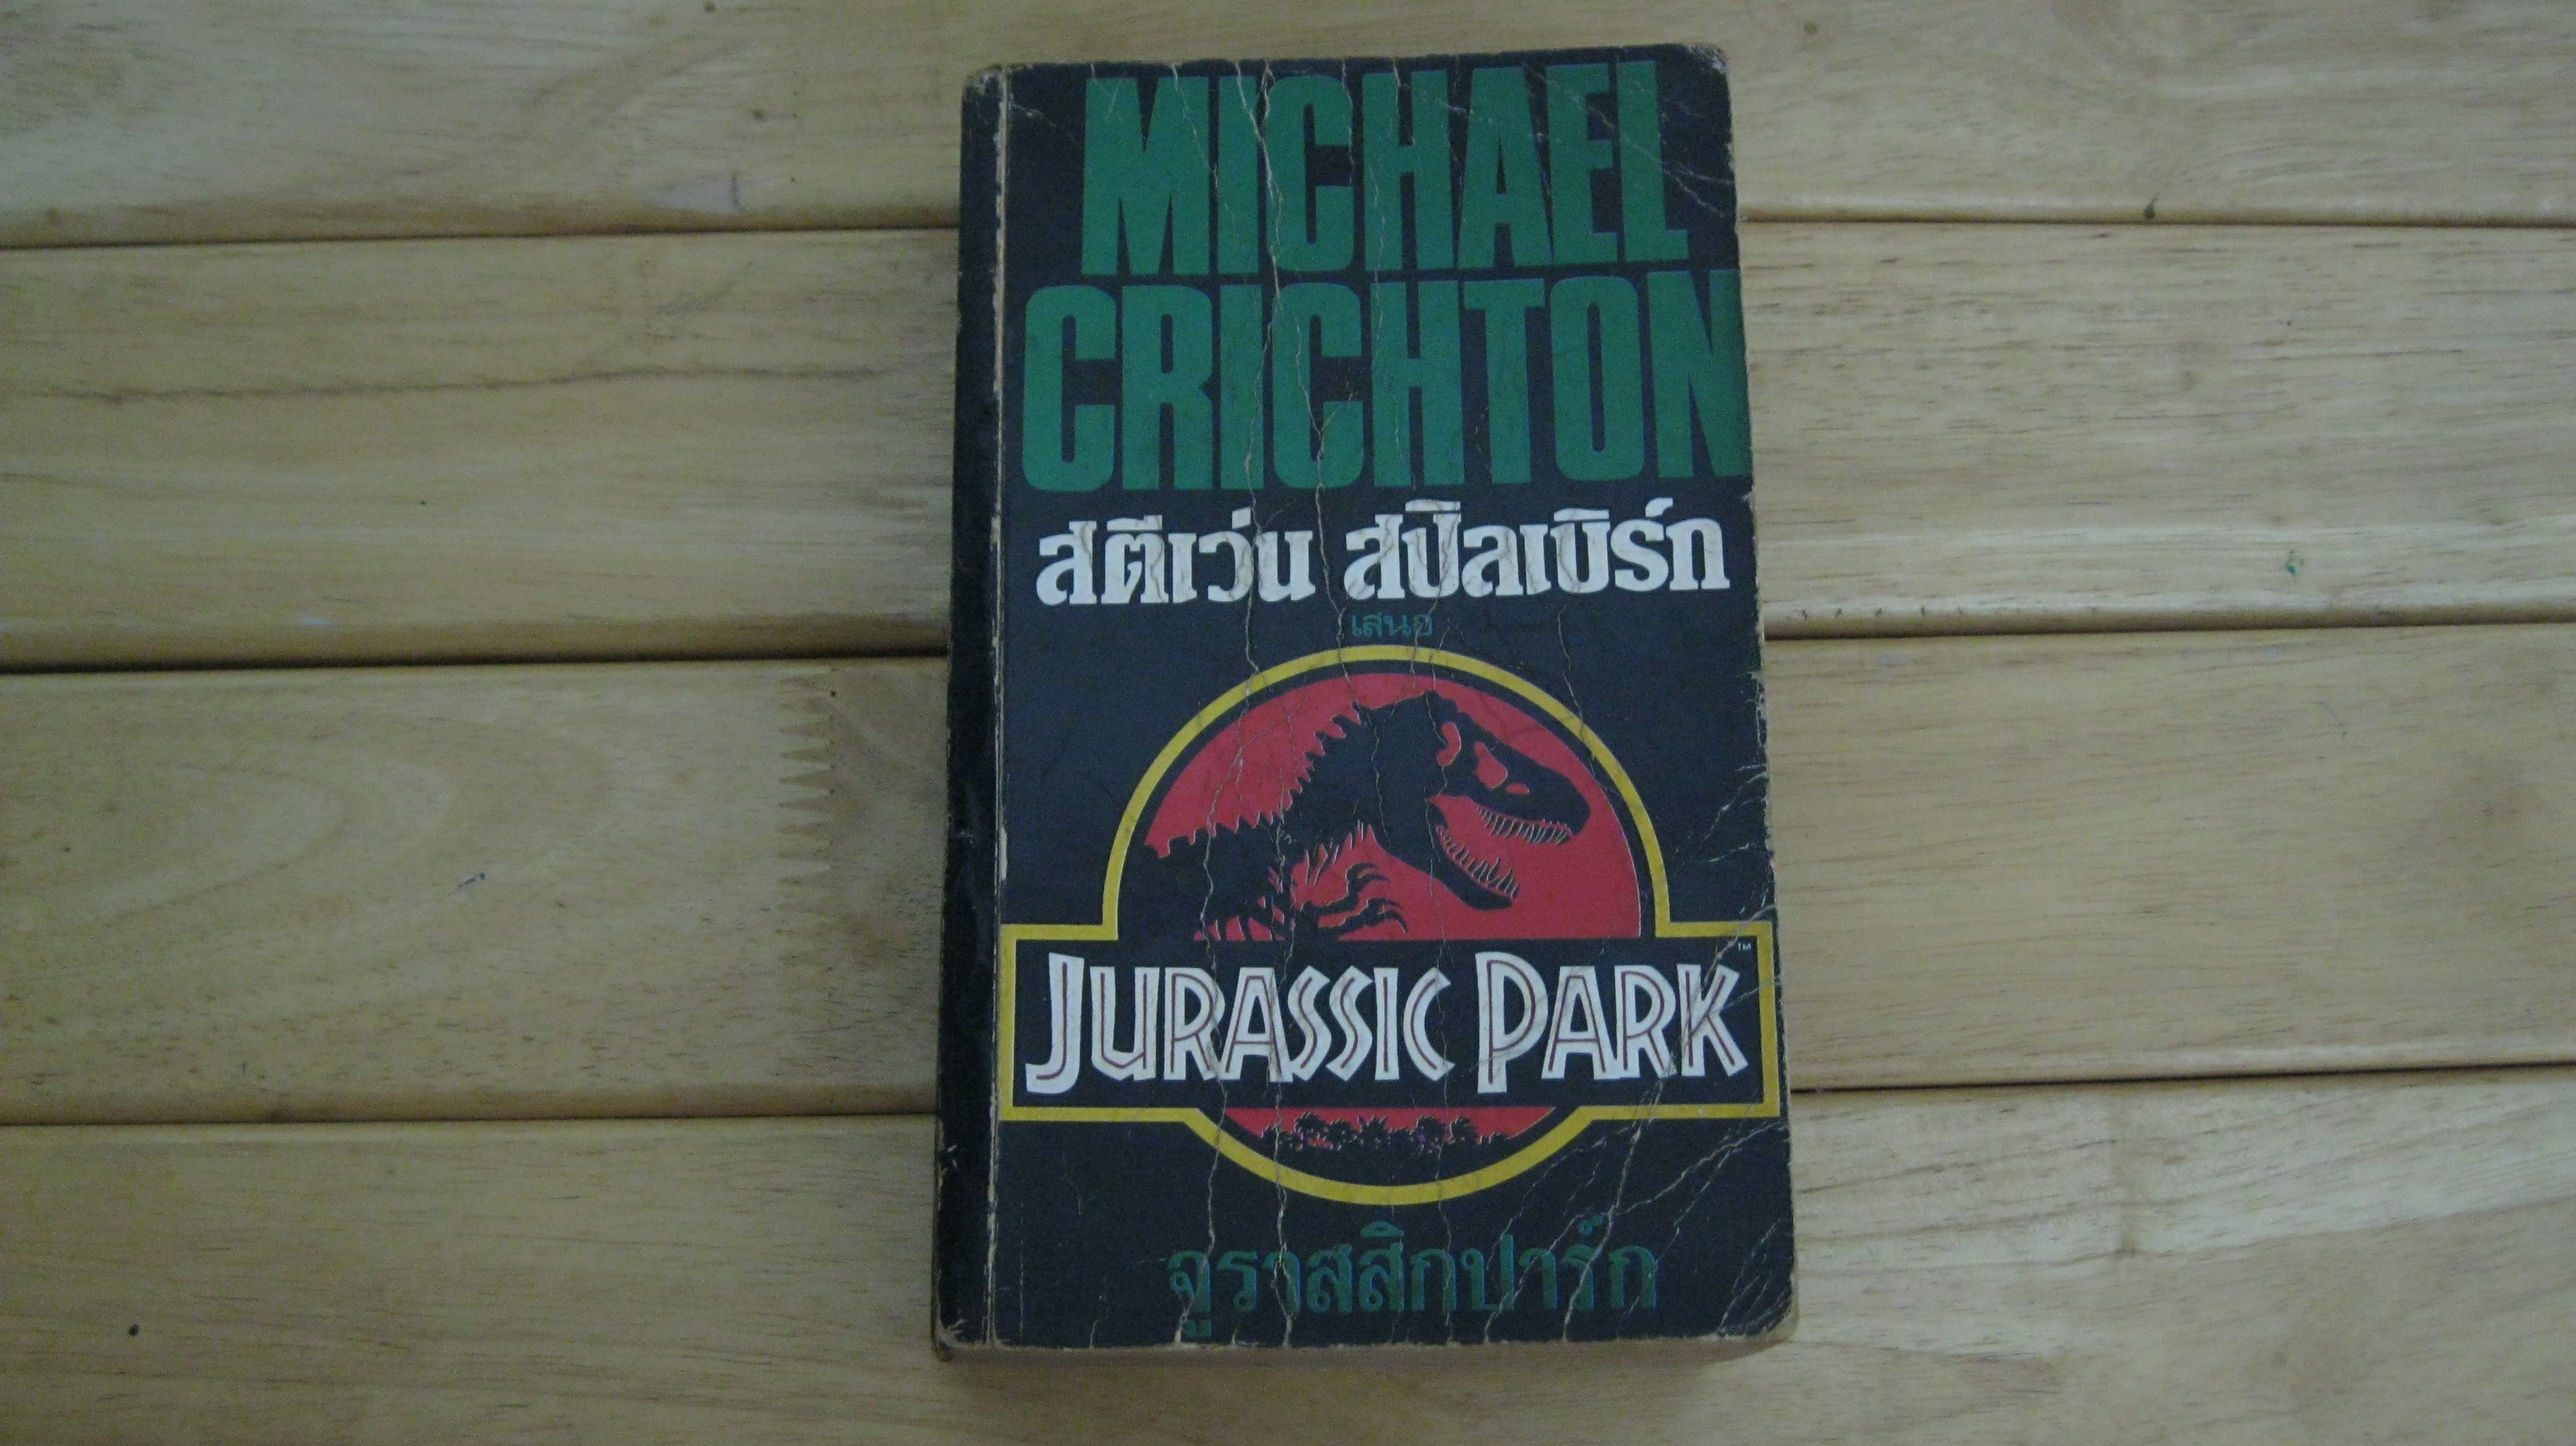 MICHAEL
CRICHTON
สตีเว่น สปิลเบิร์ก
เสนอ
JURASSIC PARK™
จูราสสิกปาร์ก